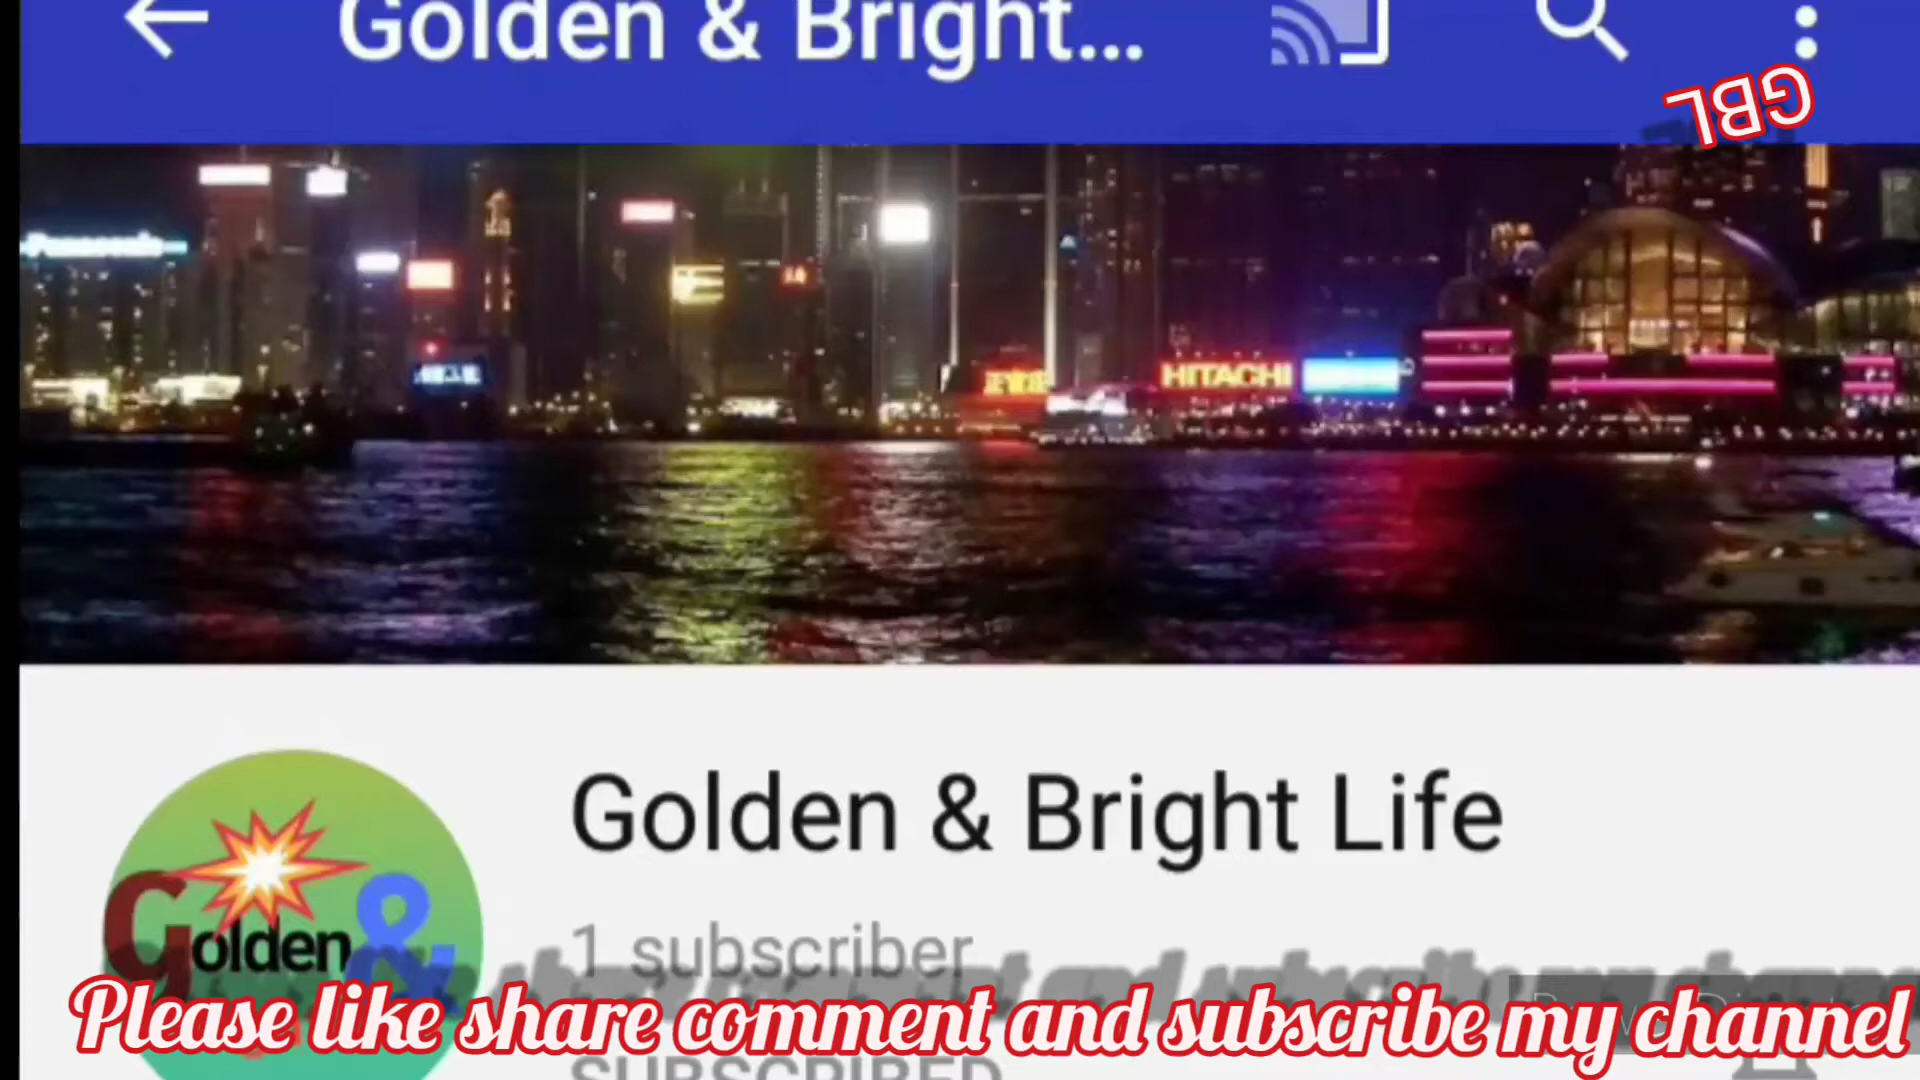 Golden & Bright...
GBL
Panasonic
HITACHI
Golden & Bright Life
Golden &
1 subscriber
Please like share comment and subscribe my channel
SUBSCRIBED